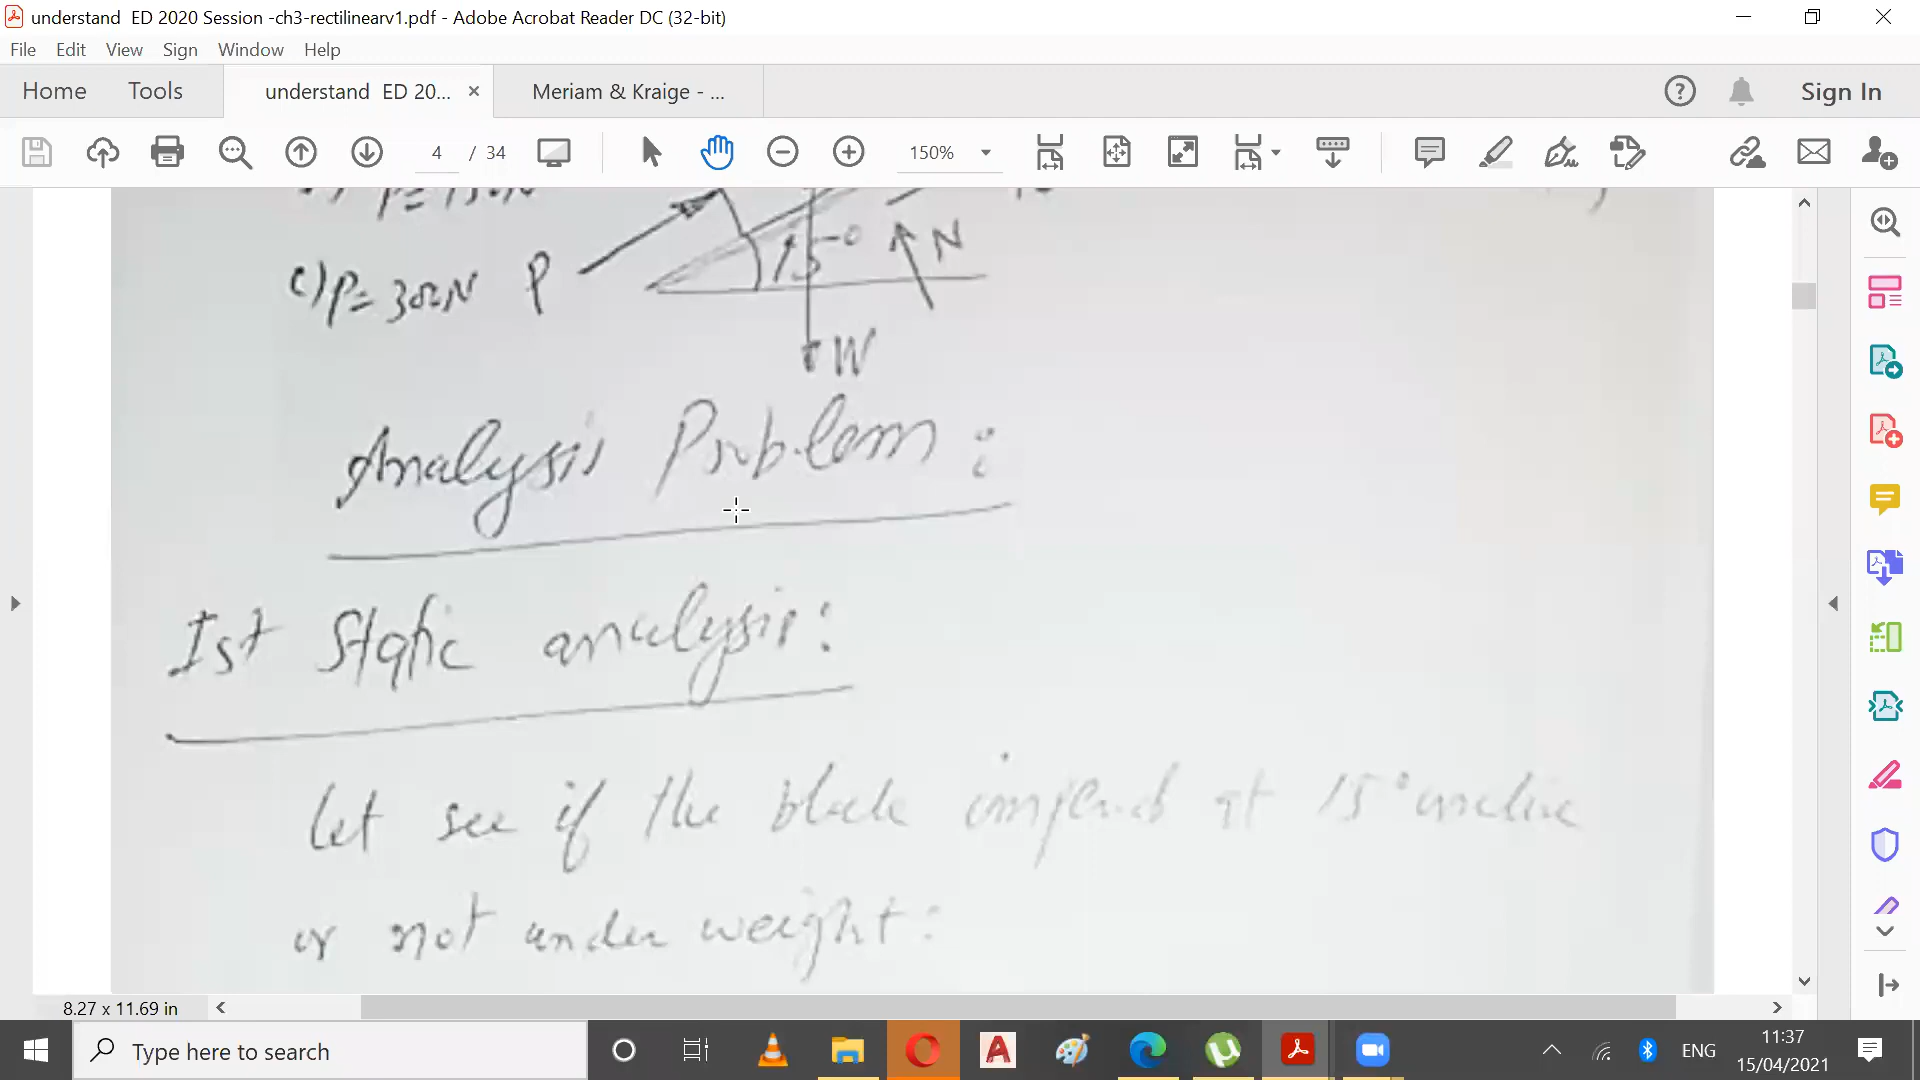 understand ED 2020 Session -ch3-rectilinearv1.pdf - Adobe Acrobat Reader DC (32-bit)
File Edit View Sign Window Help
Home Tools understand ED 20... × Meriam & Kraige - ... Sign In
4 / 34 150%
15° N
c) P= 300N P
W
Analysis Problem :
Ist Static analysis :
let see if the block impend at 15° incline
or not under weight :
8.27 x 11.69 in
Type here to search
ENG
11:37
15/04/2021